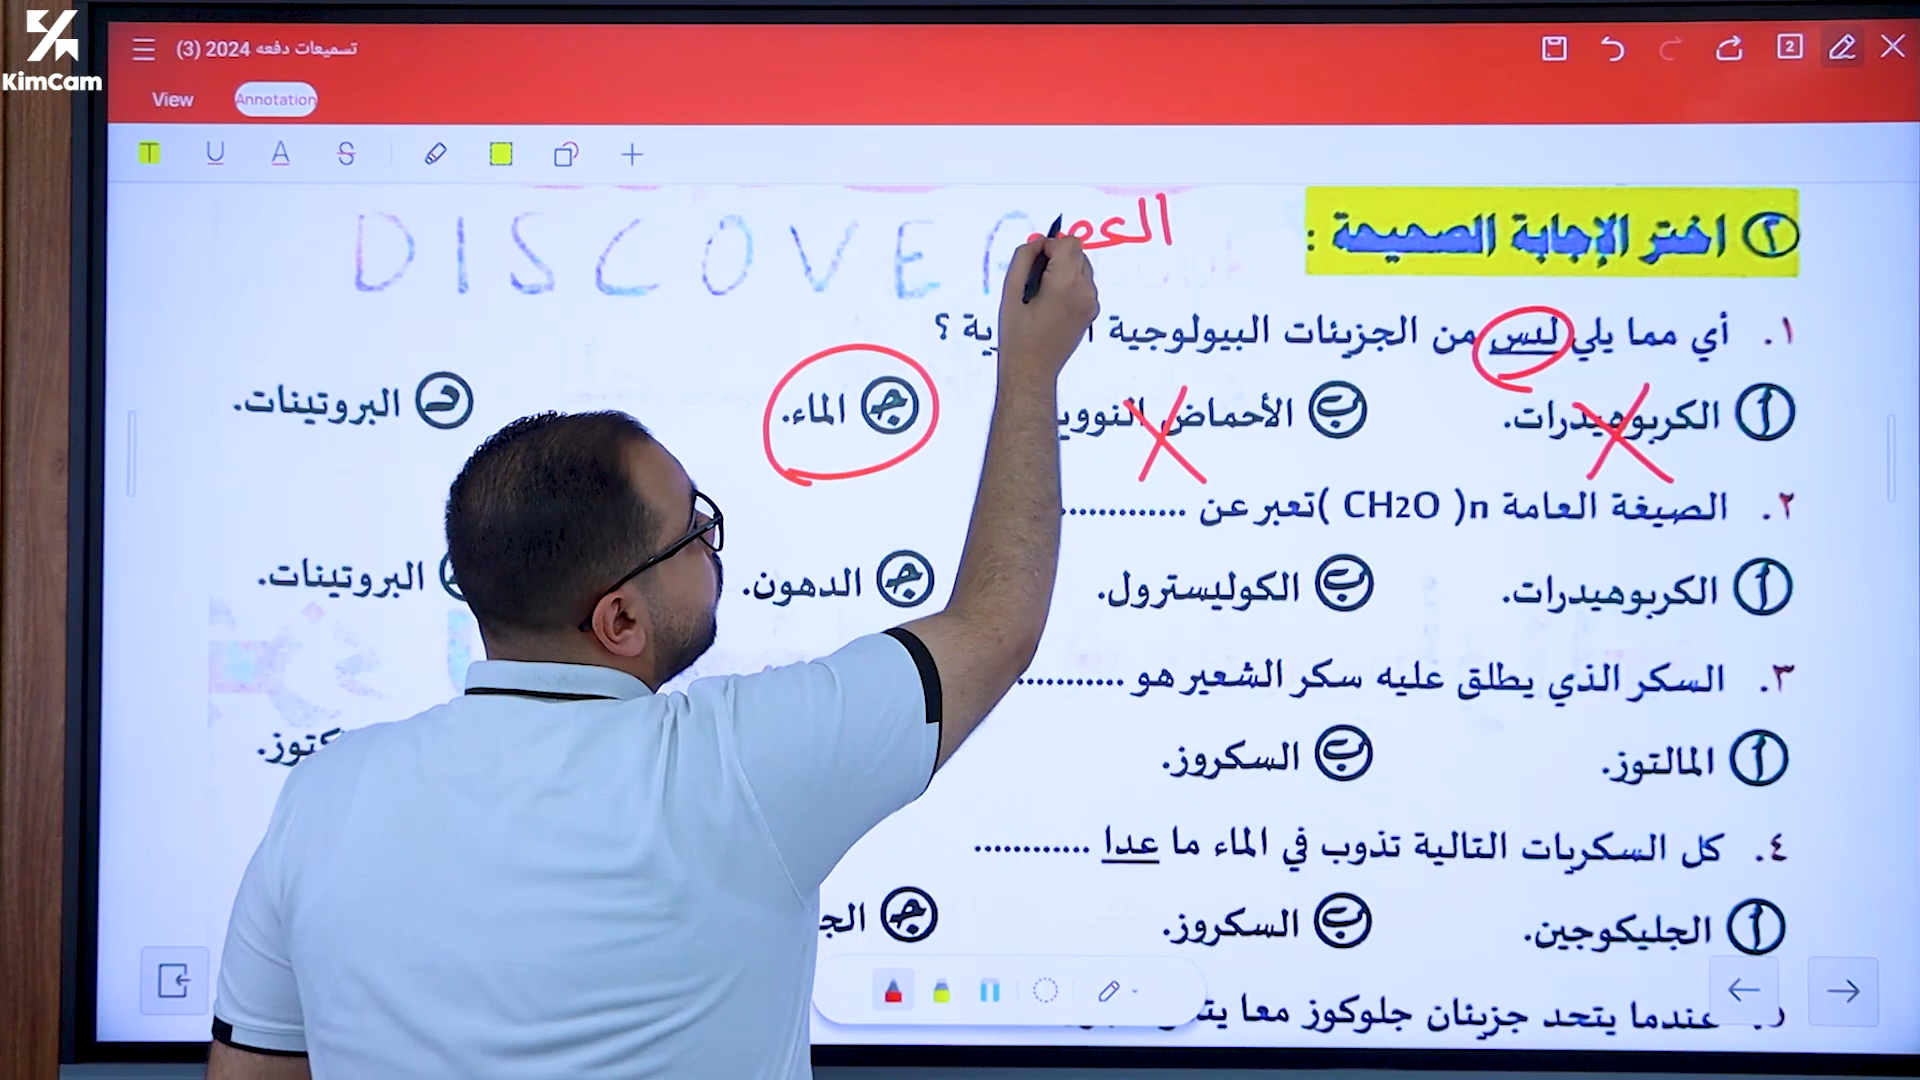 KimCam
تسميعات دفعه 2024 (3)
2
View
Annotation
T U A S
DISCOVER
٢ اختر الإجابة الصحيحة :
١. أي مما يلي ليس من الجزيئات البيولوجية ؟
أ الكربوهيدرات. ب الأحماض ج الماء. د البروتينات.
٢. الصيغة العامة CH2O )n )تعبر عن ............
أ الكربوهيدرات. ب الكوليسترول. ج الدهون. البروتينات.
٣. السكر الذي يطلق عليه سكر الشعير هو ...........
أ المالتوز. ب السكروز.
٤. كل السكريات التالية تذوب في الماء ما عدا ............
أ الجليكوجين. ب السكروز. ج
عندما يتحد جزيئان جلوكوز معا